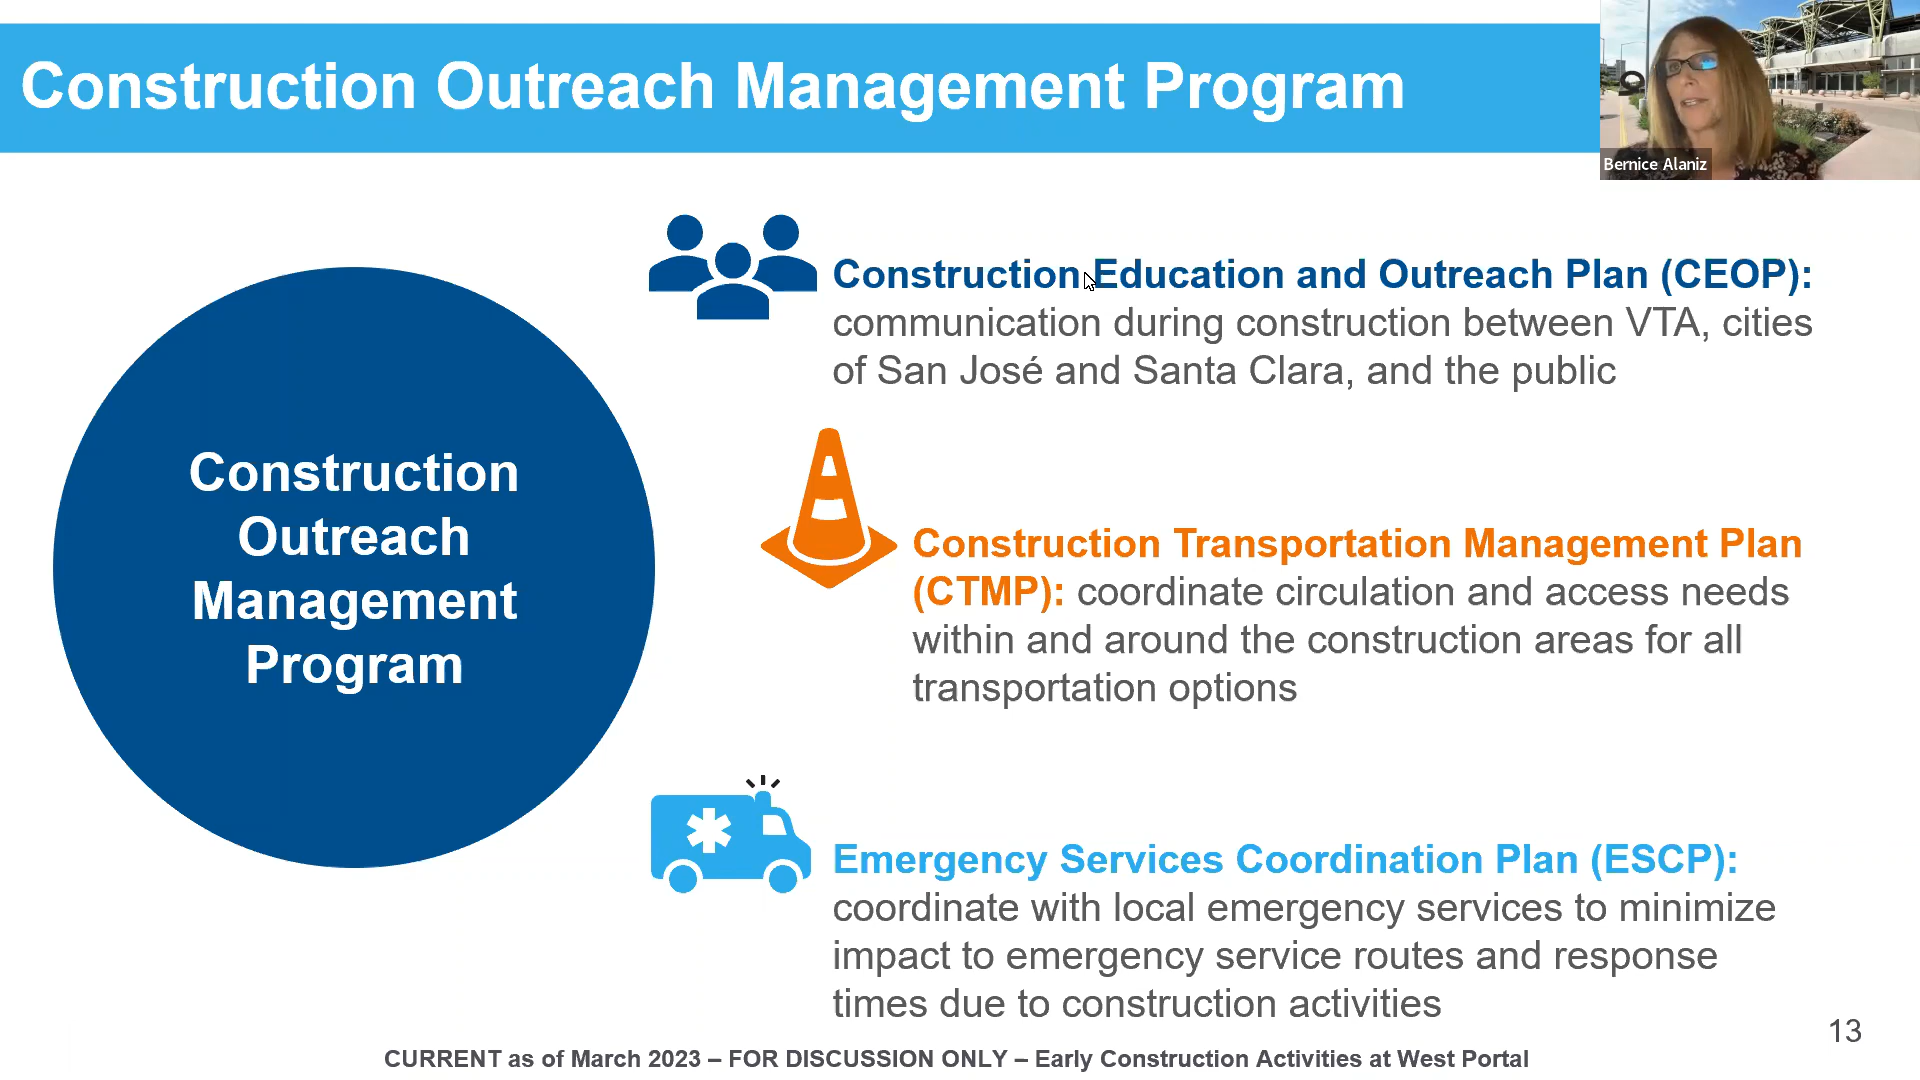 Construction Outreach Management Program
Bernice Alaniz
Construction
Outreach
Management
Program
Construction Education and Outreach Plan (CEOP):
communication during construction between VTA, cities
of San José and Santa Clara, and the public
Construction Transportation Management Plan
(CTMP): coordinate circulation and access needs
within and around the construction areas for all
transportation options
Emergency Services Coordination Plan (ESCP):
coordinate with local emergency services to minimize
impact to emergency service routes and response
times due to construction activities
13
CURRENT as of March 2023 – FOR DISCUSSION ONLY – Early Construction Activities at West Portal